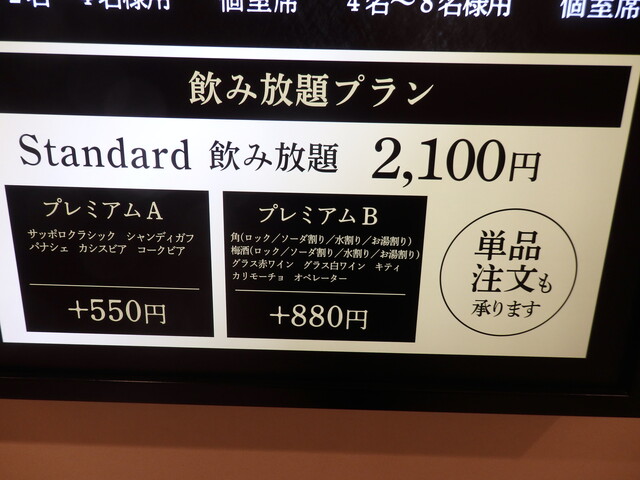 名様用 個室席 4名～8名様用 個室席
飲み放題プラン
Standard 飲み放題 2,100円
プレミアムA
サッポロクラシック シャンディガフ
パナシェ カシスビア コークビア
+550円
プレミアムB
角(ロック/ソーダ割り/水割り/お湯割り)
梅酒(ロック/ソーダ割り/水割り/お湯割り)
グラス赤ワイン グラス白ワイン キティ
カリモーチョ オペレーター
+880円
単品
注文も
承ります